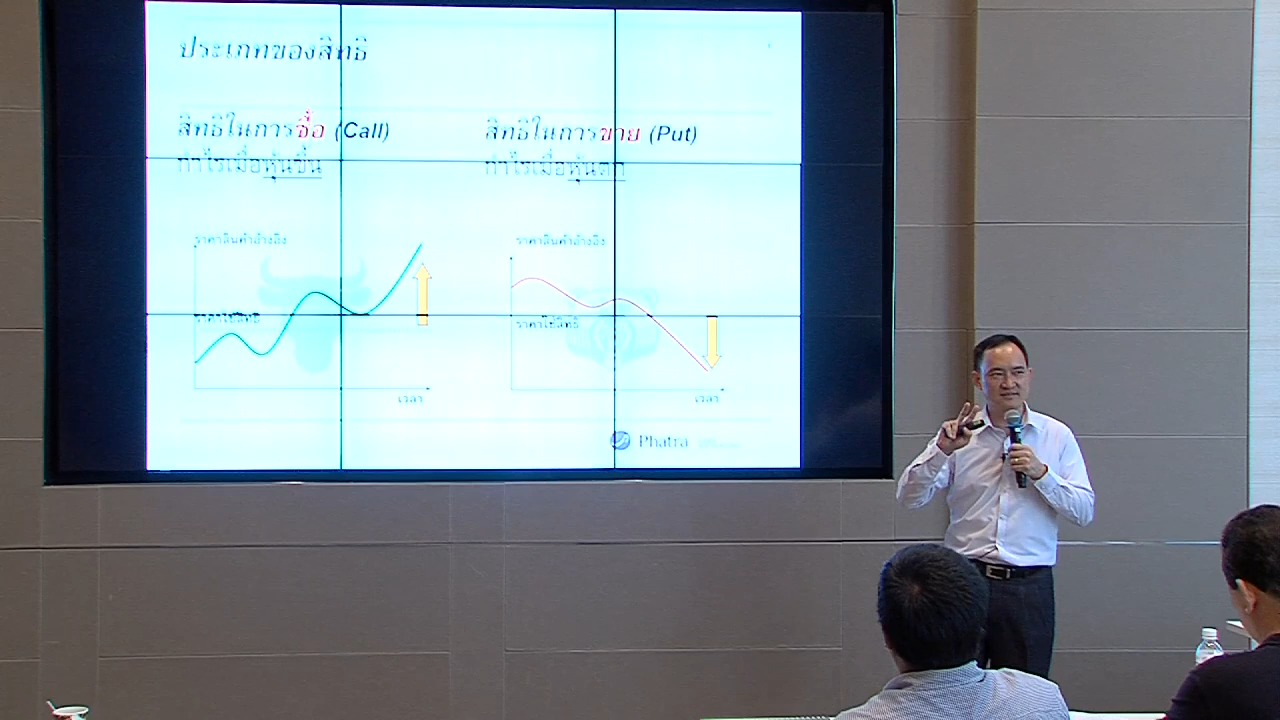 ประเภทของสิทธิ
สิทธิในการซื้อ (Call)
กำไรเมื่อหุ้นขึ้น
ราคาสินค้าอ้างอิง
ราคาใช้สิทธิ
เวลา
สิทธิในการขาย (Put)
กำไรเมื่อหุ้นตก
ราคาสินค้าอ้างอิง
ราคาใช้สิทธิ
เวลา
Phatra